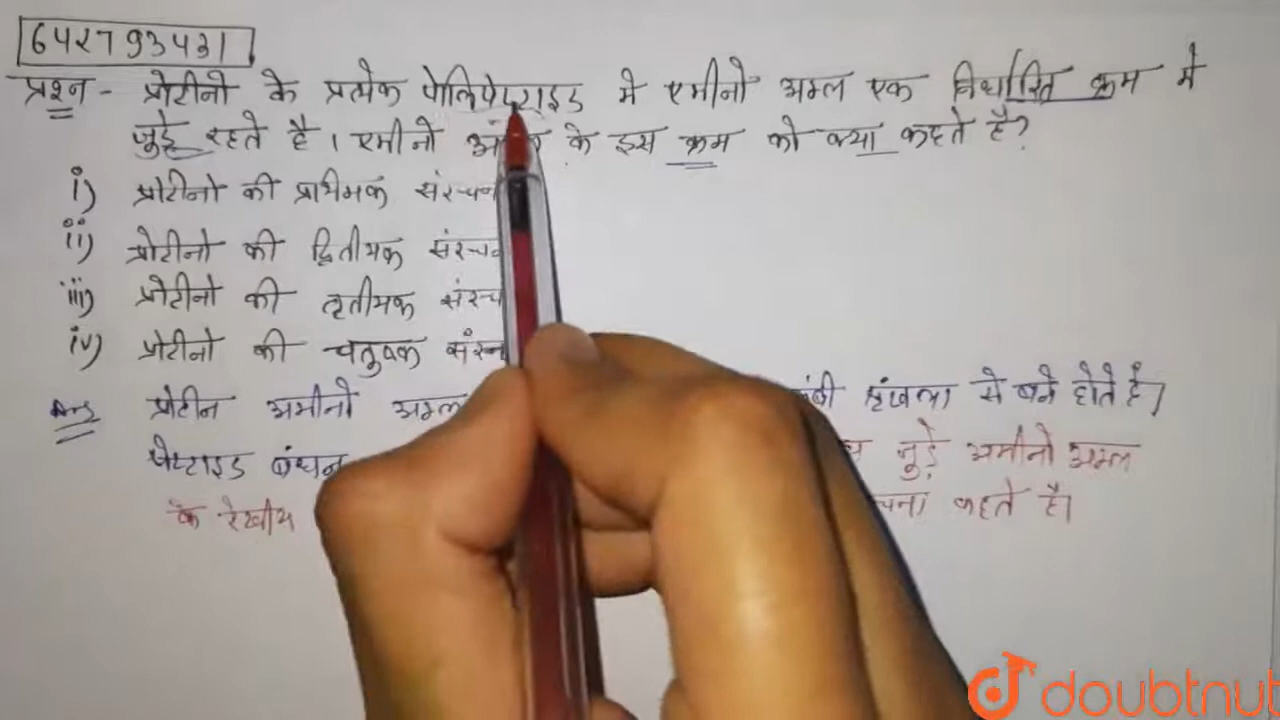 642793431
प्रश्न - प्रोटीनो के प्रत्येक पोलिपेप्टाइड मे एमीनो अम्ल एक निर्धारित क्रम मे
जुड़े रहते है । एमीनो के इस क्रम को क्या कहते है?
i) प्रोटीनो की प्राथमिक
ii) प्रोटीनो की द्वितीयक
iii) प्रोटीनो की तृतीयक
iv) प्रोटीनो की चतुष्क
Ans प्रोटीन अमीनो अम्ल श्रृंखला से बने होते है।
पेप्टाइड बंधन जुड़े अमीनो अम्ल
के रेखीय कहते है।
doubtnut